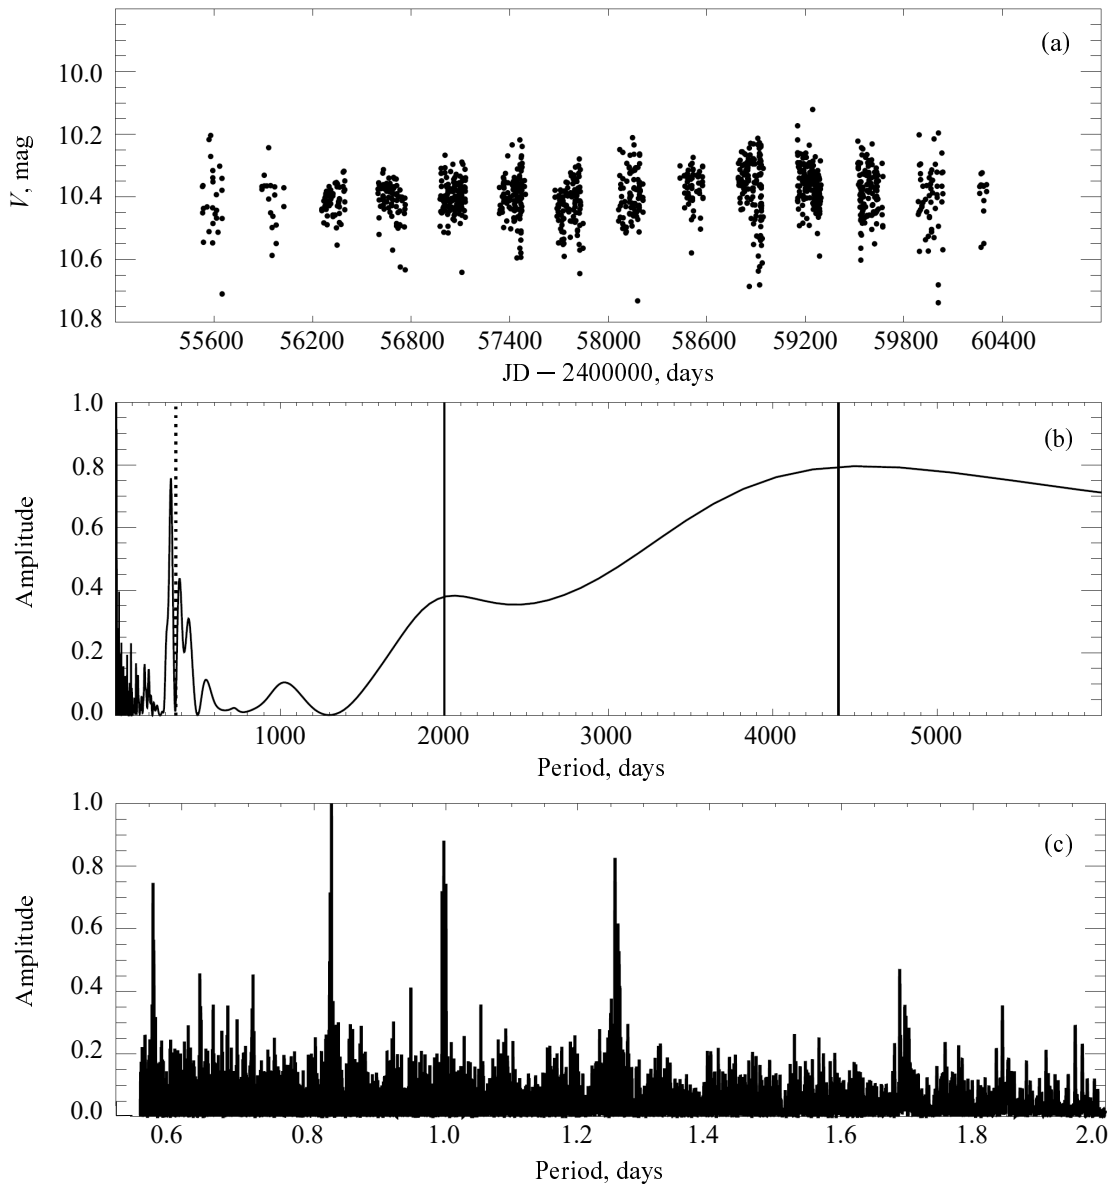 (a)
10.0
10.2
10.4
10.6
10.8
V, mag
55600 56200 56800 57400 58000 58600 59200 59800 60400
JD — 2400000, days
(b)
1.0
0.8
0.6
0.4
0.2
0.0
Amplitude
1000 2000 3000 4000 5000
Period, days
(c)
1.0
0.8
0.6
0.4
0.2
0.0
Amplitude
0.6 0.8 1.0 1.2 1.4 1.6 1.8 2.0
Period, days